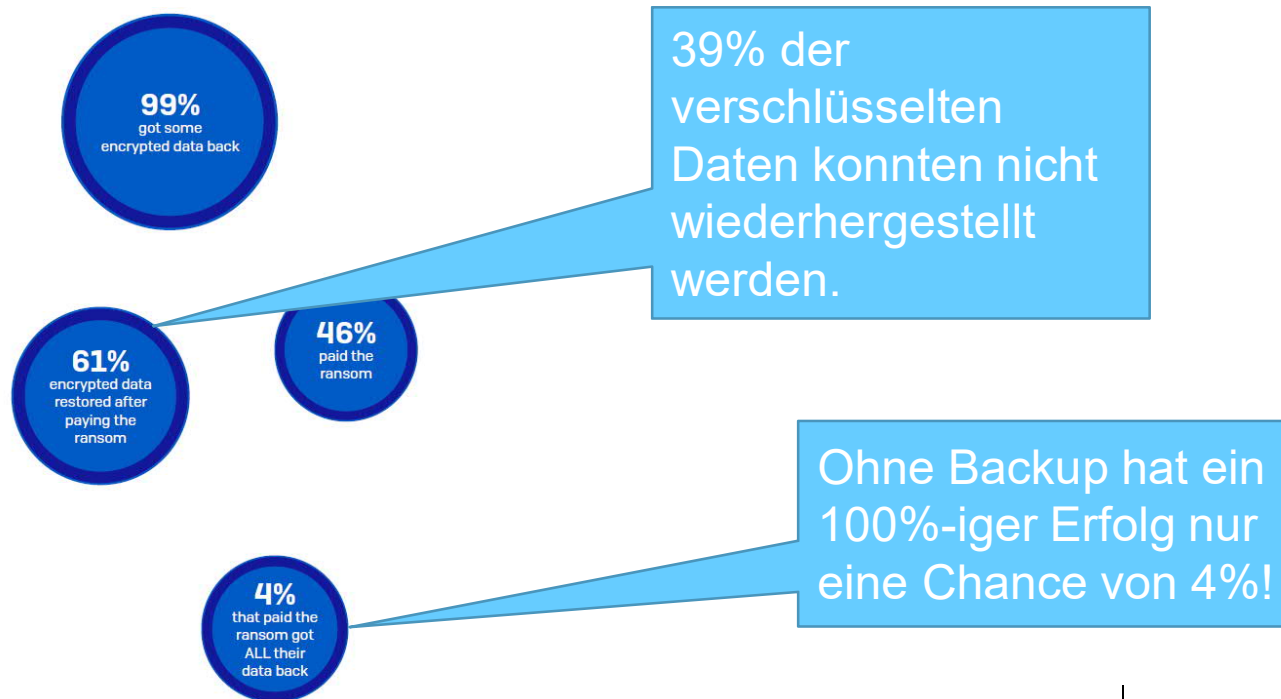 99%
got some
encrypted data back
39% der
verschlüsselten
Daten konnten nicht
wiederhergestellt
werden.
61%
encrypted data
restored after
paying the
ransom
46%
paid the
ransom
Ohne Backup hat ein
100%-iger Erfolg nur
eine Chance von 4%!
4%
that paid the
ransom got
ALL their
data back